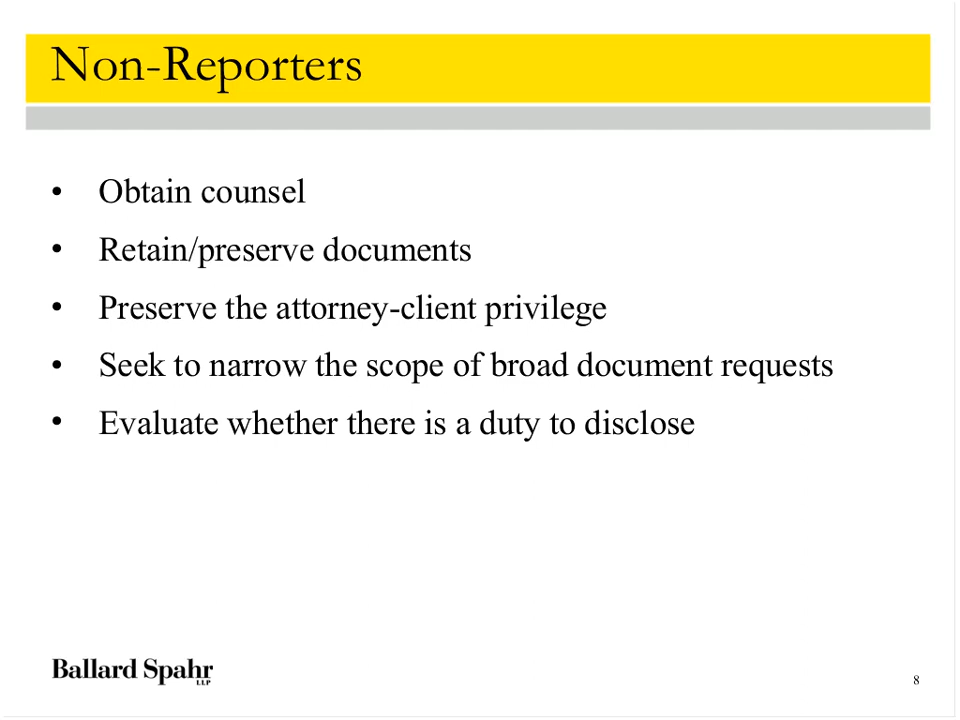 Non-Reporters
• Obtain counsel
• Retain/preserve documents
• Preserve the attorney-client privilege
• Seek to narrow the scope of broad document requests
• Evaluate whether there is a duty to disclose
Ballard Spahr
LLP
8